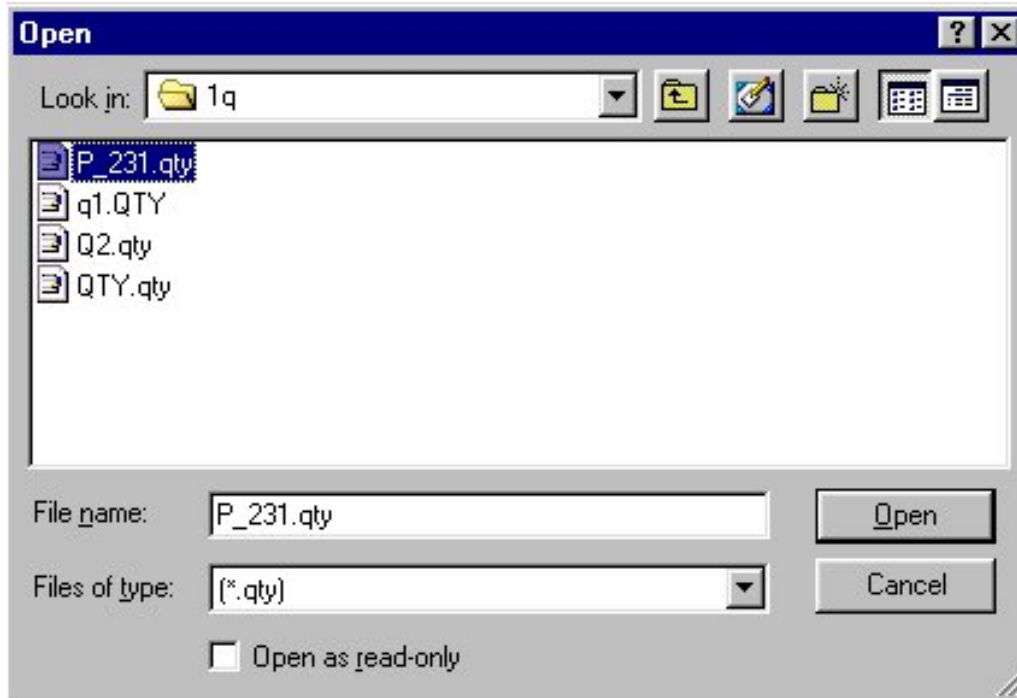 Open
Look in: 1q
P_231.qty
q1.QTY
Q2.qty
QTY.qty
File name: P_231.qty Open
Files of type: (*.qty) Cancel
Open as read-only